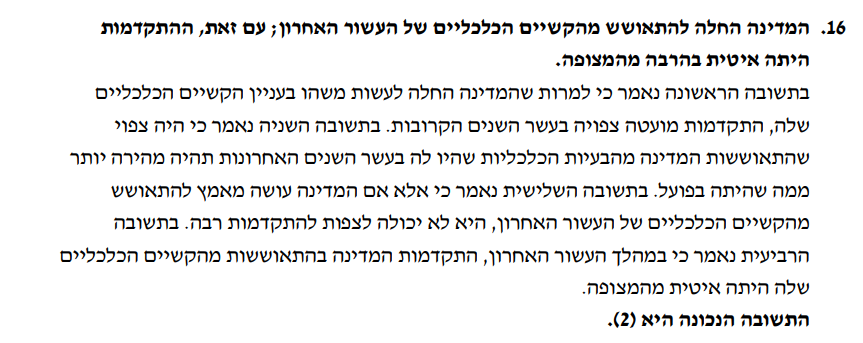 16. המדינה החלה להתאושש מהקשיים הכלכליים של העשור האחרון; עם זאת, ההתקדמות
היתה איטית בהרבה מהמצופה.
בתשובה הראשונה נאמר כי למרות שהמדינה החלה לעשות משהו בעניין הקשיים הכלכליים
שלה, התקדמות מועטה צפויה בעשר השנים הקרובות. בתשובה השניה נאמר כי היה צפוי
שהתאוששות המדינה מהבעיות הכלכליות שהיו לה בעשר השנים האחרונות תהיה מהירה יותר
ממה שהיתה בפועל. בתשובה השלישית נאמר כי אלא אם המדינה עושה מאמץ להתאושש
מהקשיים הכלכליים של העשור האחרון, היא לא יכולה לצפות להתקדמות רבה. בתשובה
הרביעית נאמר כי במהלך העשור האחרון, התקדמות המדינה בהתאוששות מהקשיים הכלכליים
שלה היתה איטית מהמצופה.
התשובה הנכונה היא (2).